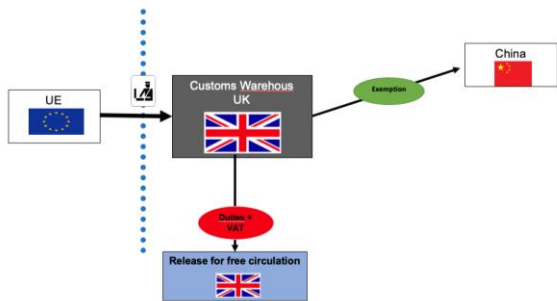 China
Customs Warehous
UK
Exemption
UE
Duties +
VAT
Release for free circulation